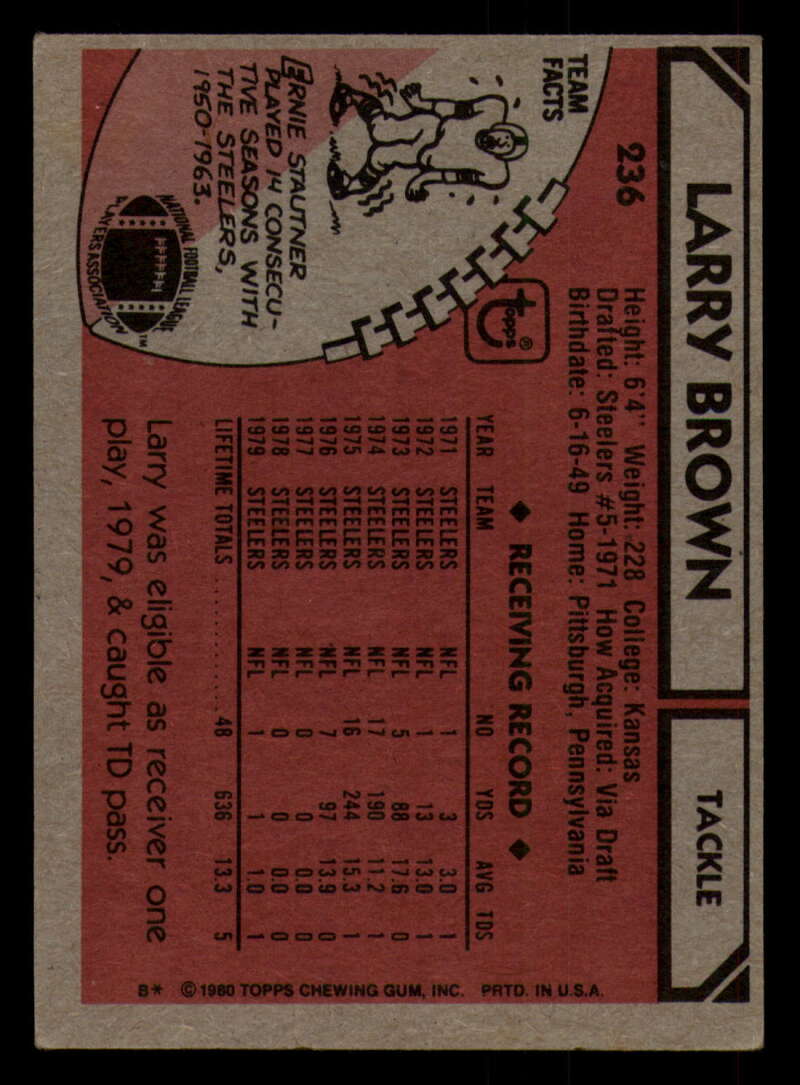 LARRY BROWN
TACKLE
236
Height: 6'4" Weight: 228 College: Kansas
Drafted: Steelers #5-1971 How Acquired: Via Draft
Birthdate: 6-16-49 Home: Pittsburgh, Pennsylvania
TEAM
FACTS
ERNIE STAUTNER
PLAYED 14 CONSECU-
TIVE SEASONS WITH
THE STEELERS,
1950-1963.
NATIONAL FOOTBALL LEAGUE
PLAYERS ASSOCIATION™
topps®
◆ RECEIVING RECORD ◆
YEAR TEAM NO YDS AVG TDS
1971 STEELERS NFL 1 3 3.0 1
1972 STEELERS NFL 1 13 13.0 1
1973 STEELERS NFL 5 88 17.6 0
1974 STEELERS NFL 17 190 11.2 1
1975 STEELERS NFL 16 244 15.3 1
1976 STEELERS NFL 7 97 13.9 0
1977 STEELERS NFL 0 0 0.0 0
1978 STEELERS NFL 0 0 0.0 0
1979 STEELERS NFL 1 1 1.0 1
LIFETIME TOTALS .......... 48 636 13.3 5
Larry was eligible as receiver one
play, 1979, & caught TD pass.
B* ©1980 TOPPS CHEWING GUM, INC. PRTD. IN U.S.A.